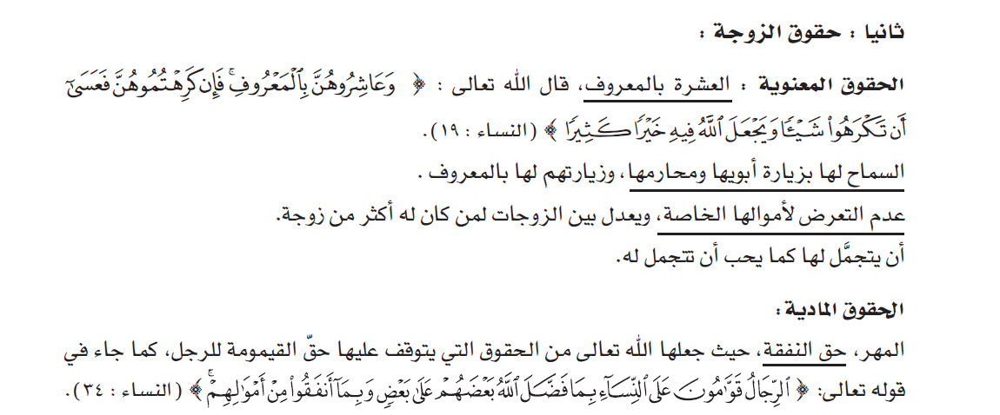 ثانيا : حقوق الزوجة :
الحقوق المعنوية : العشرة بالمعروف، قال الله تعالى : ﴿ وَعَاشِرُوهُنَّ بِٱلْمَعْرُوفِ ۚ فَإِن كَرِهْتُمُوهُنَّ فَعَسَىٰٓ
أَن تَكْرَهُوا۟ شَيْـًٔا وَيَجْعَلَ ٱللَّهُ فِيهِ خَيْرًا كَثِيرًا ﴾ (النساء : ١٩).
السماح لها بزيارة أبويها ومحارمها، وزيارتهم لها بالمعروف .
عدم التعرض لأموالها الخاصة، ويعدل بين الزوجات لمن كان له أكثر من زوجة.
أن يتجمَّل لها كما يحب أن تتجمل له.
الحقوق المادية :
المهر، حق النفقة، حيث جعلها الله تعالى من الحقوق التي يتوقف عليها حقّ القيمومة للرجل، كما جاء في
قوله تعالى: ﴿ ٱلرِّجَالُ قَوَّٰمُونَ عَلَى ٱلنِّسَآءِ بِمَا فَضَّلَ ٱللَّهُ بَعْضَهُمْ عَلَىٰ بَعْضٍ وَبِمَآ أَنفَقُوا۟ مِنْ أَمْوَٰلِهِمْ ۚ ﴾ (النساء : ٣٤).